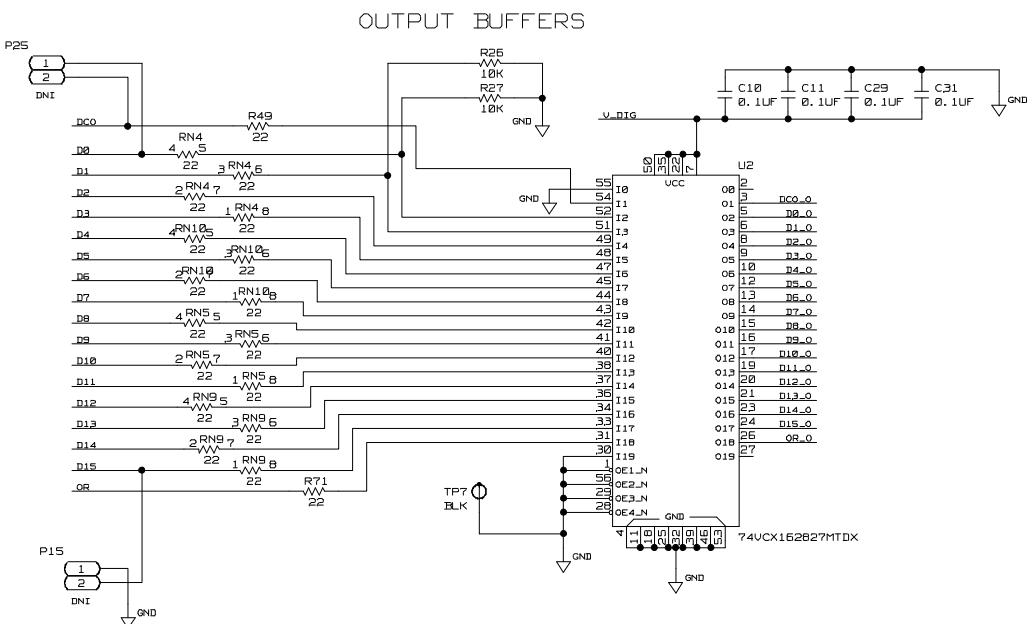 OUTPUT BUFFERS
P25
1
2
DNI
R26
10K
R27
10K
GND
C10
0.1UF
C11
0.1UF
C29
0.1UF
C31
0.1UF
GND
V_DIG
DCO
R49
22
D0
4 RN4 5
22
D1
3 RN4 6
22
D2
2 RN4 7
22
D3
1 RN4 8
22
D4
4 RN10 5
22
D5
3 RN10 6
22
D6
2 RN10
22
D7
1 RN10 8
22
D8
4 RN5 5
22
D9
3 RN5 6
22
D10
2 RN5 7
22
D11
1 RN5 8
22
D12
4 RN9 5
22
D13
3 RN9 6
22
D14
2 RN9 7
22
D15
1 RN9 8
22
OR
R71
22
GND
50 35 22 7
VCC
U2
55 I0 O0 2
54 I1 O1 3 DCO_O
52 I2 O2 5 D0_O
51 I3 O3 6 D1_O
49 I4 O4 8 D2_O
48 I5 O5 9 D3_O
47 I6 O6 10 D4_O
45 I7 O7 12 D5_O
44 I8 O8 13 D6_O
43 I9 O9 14 D7_O
42 I10 O10 15 D8_O
41 I11 O11 16 D9_O
40 I12 O12 17 D10_O
38 I13 O13 19 D11_O
37 I14 O14 20 D12_O
36 I15 O15 21 D13_O
34 I16 O16 23 D14_O
33 I17 O17 24 D15_O
31 I18 O18 26 OR_O
30 I19 O19 27
1 OE1_N
56 OE2_N
29 OE3_N
28 OE4_N
GND
4 11 18 25 32 39 46 53
74VCX162827MTDX
TP7
BLK
GND
GND
P15
1
2
DNI
GND